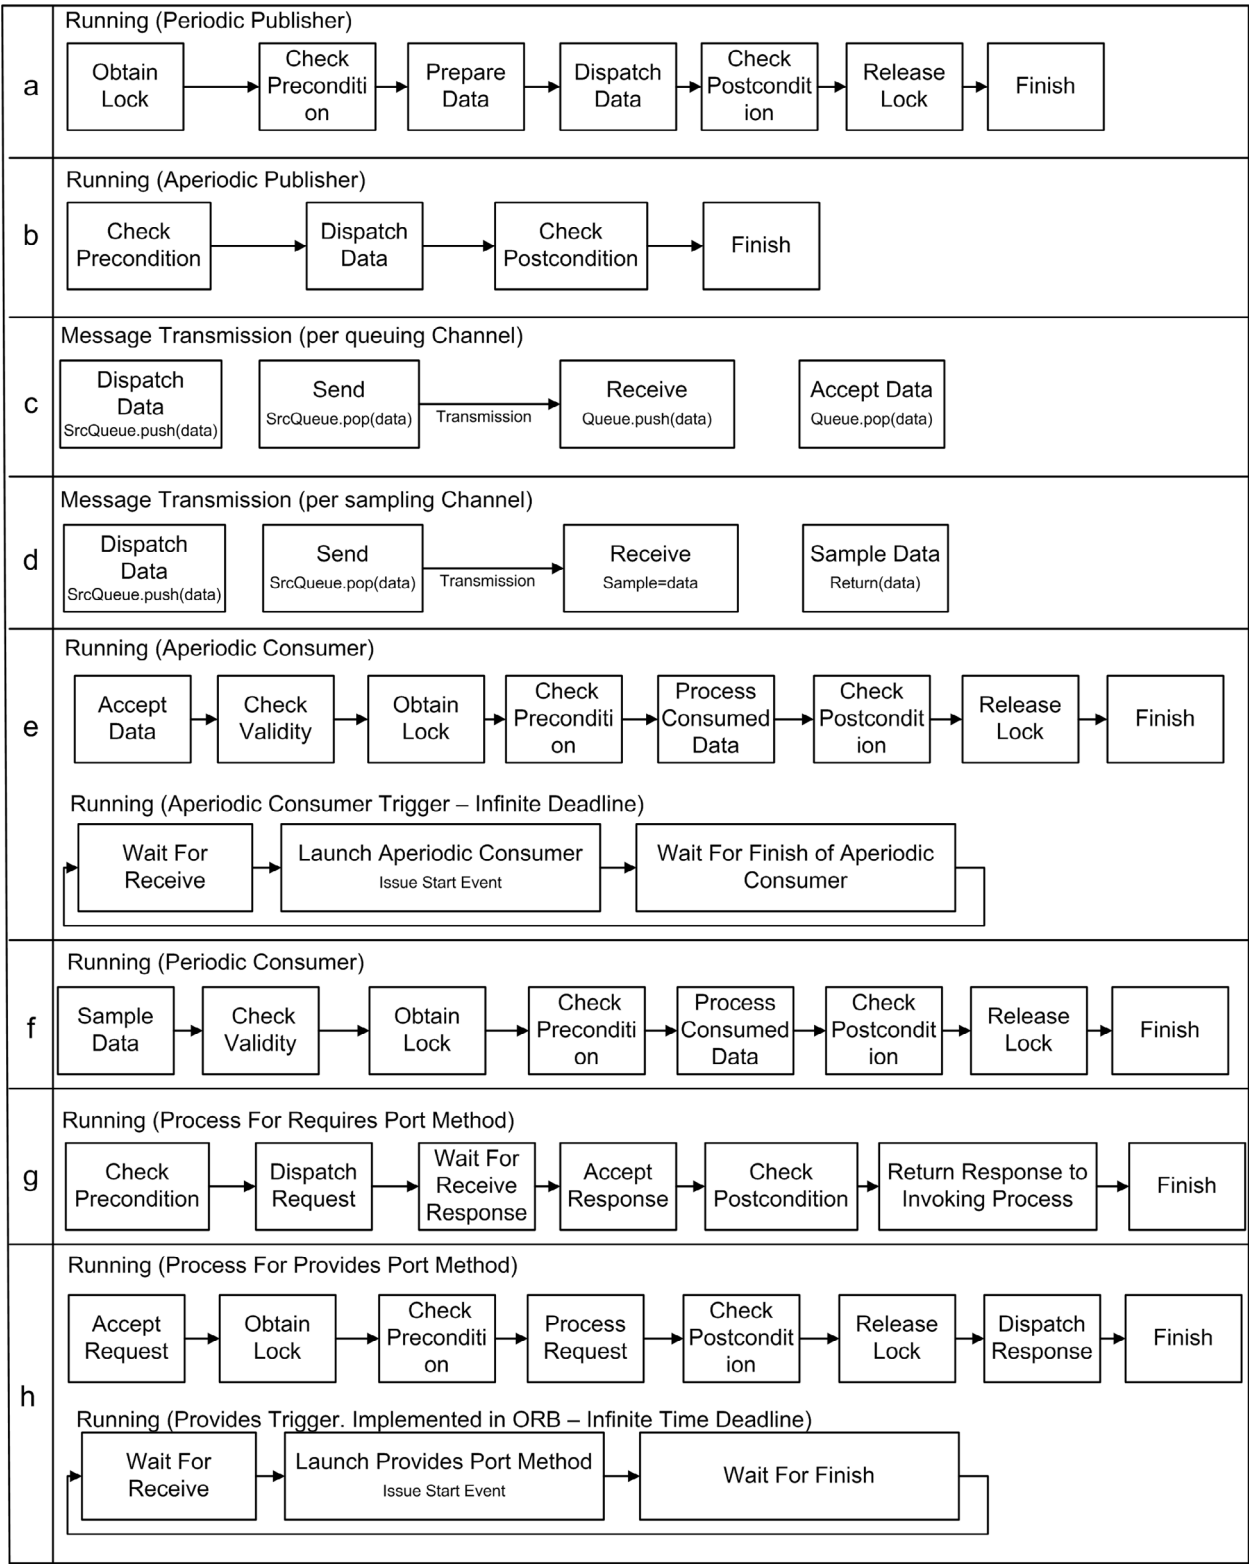 a
Running (Periodic Publisher)
Obtain
Lock
Check
Preconditi
on
Prepare
Data
Dispatch
Data
Check
Postcondit
ion
Release
Lock
Finish
b
Running (Aperiodic Publisher)
Check
Precondition
Dispatch
Data
Check
Postcondition
Finish
c
Message Transmission (per queuing Channel)
Dispatch
Data
SrcQueue.push(data)
Send
SrcQueue.pop(data)
Transmission
Receive
Queue.push(data)
Accept Data
Queue.pop(data)
d
Message Transmission (per sampling Channel)
Dispatch
Data
SrcQueue.push(data)
Send
SrcQueue.pop(data)
Transmission
Receive
Sample=data
Sample Data
Return(data)
e
Running (Aperiodic Consumer)
Accept
Data
Check
Validity
Obtain
Lock
Check
Preconditi
on
Process
Consumed
Data
Check
Postcondit
ion
Release
Lock
Finish
Running (Aperiodic Consumer Trigger – Infinite Deadline)
Wait For
Receive
Launch Aperiodic Consumer
Issue Start Event
Wait For Finish of Aperiodic
Consumer
f
Running (Periodic Consumer)
Sample
Data
Check
Validity
Obtain
Lock
Check
Preconditi
on
Process
Consumed
Data
Check
Postcondit
ion
Release
Lock
Finish
g
Running (Process For Requires Port Method)
Check
Precondition
Dispatch
Request
Wait For
Receive
Response
Accept
Response
Check
Postcondition
Return Response to
Invoking Process
Finish
h
Running (Process For Provides Port Method)
Accept
Request
Obtain
Lock
Check
Preconditi
on
Process
Request
Check
Postcondit
ion
Release
Lock
Dispatch
Response
Finish
Running (Provides Trigger. Implemented in ORB – Infinite Time Deadline)
Wait For
Receive
Launch Provides Port Method
Issue Start Event
Wait For Finish